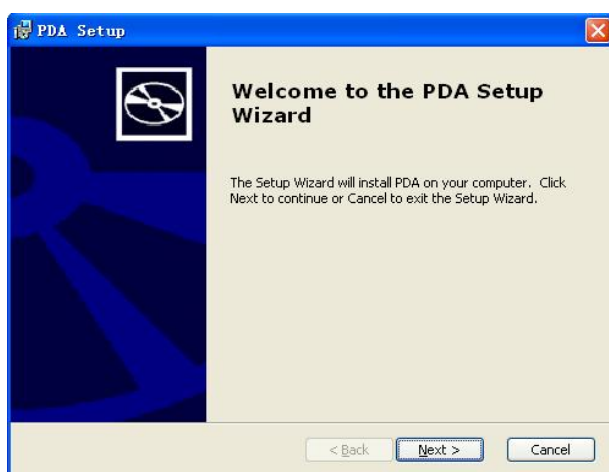 PDA Setup
Welcome to the PDA Setup
Wizard
The Setup Wizard will install PDA on your computer.  Click
Next to continue or Cancel to exit the Setup Wizard.
< Back
Next >
Cancel